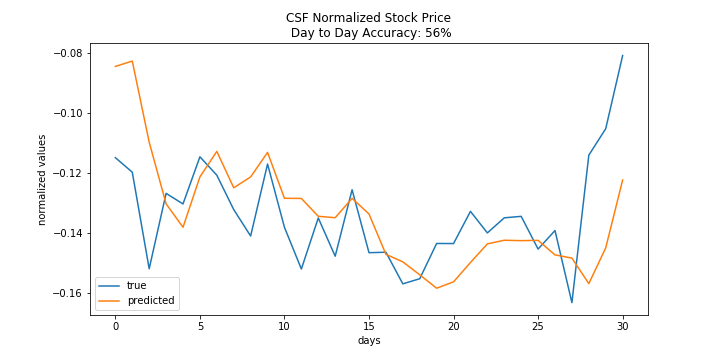 CSF Normalized Stock Price
Day to Day Accuracy: 56%
normalized values
−0.08
−0.10
−0.12
−0.14
−0.16
true
predicted
0 5 10 15 20 25 30
days